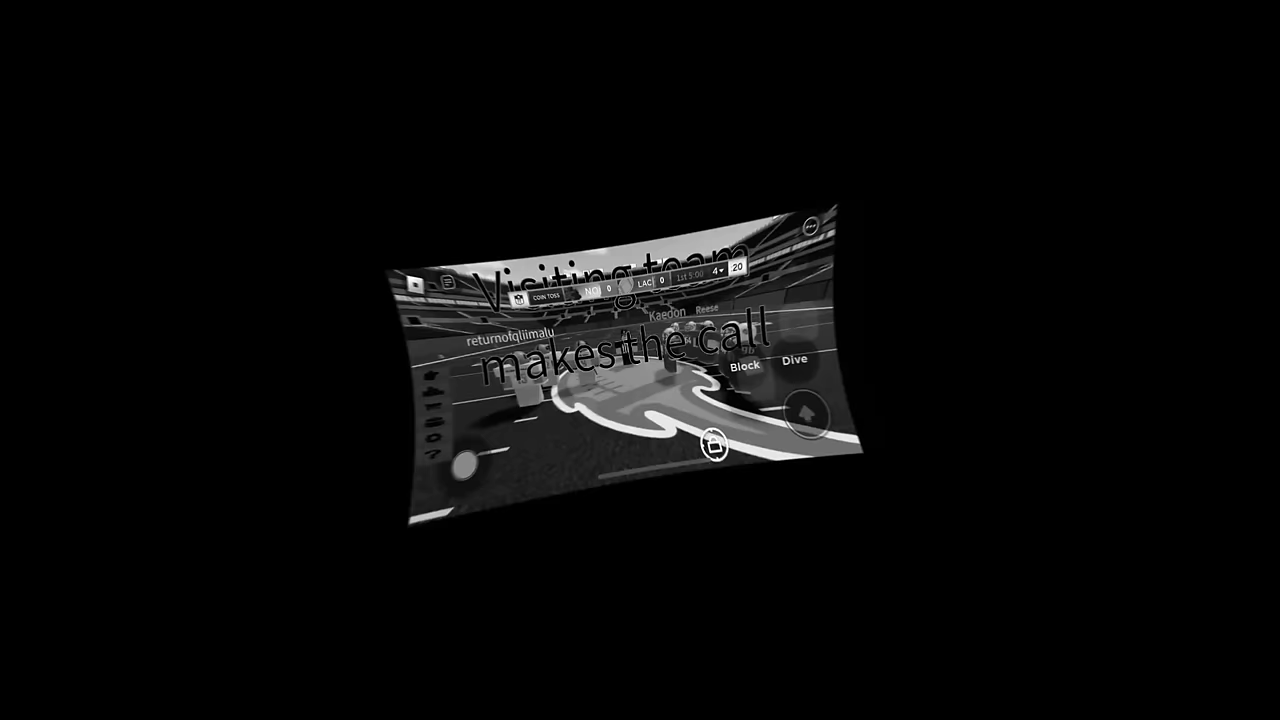 Visiting team
COIN TOSS NO 0 LAC 0 1st 5:00 4 :20
Kaedon Reese
returnofqliimalu
makes the call
Block Dive